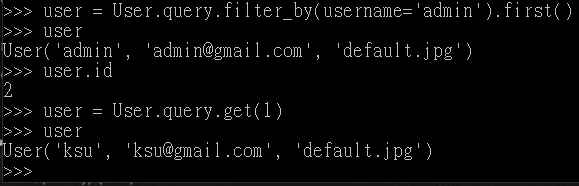 >>> user = User.query.filter_by(username='admin').first()
>>> user
User('admin', 'admin@gmail.com', 'default.jpg')
>>> user.id
2
>>> user = User.query.get(1)
>>> user
User('ksu', 'ksu@gmail.com', 'default.jpg')
>>>